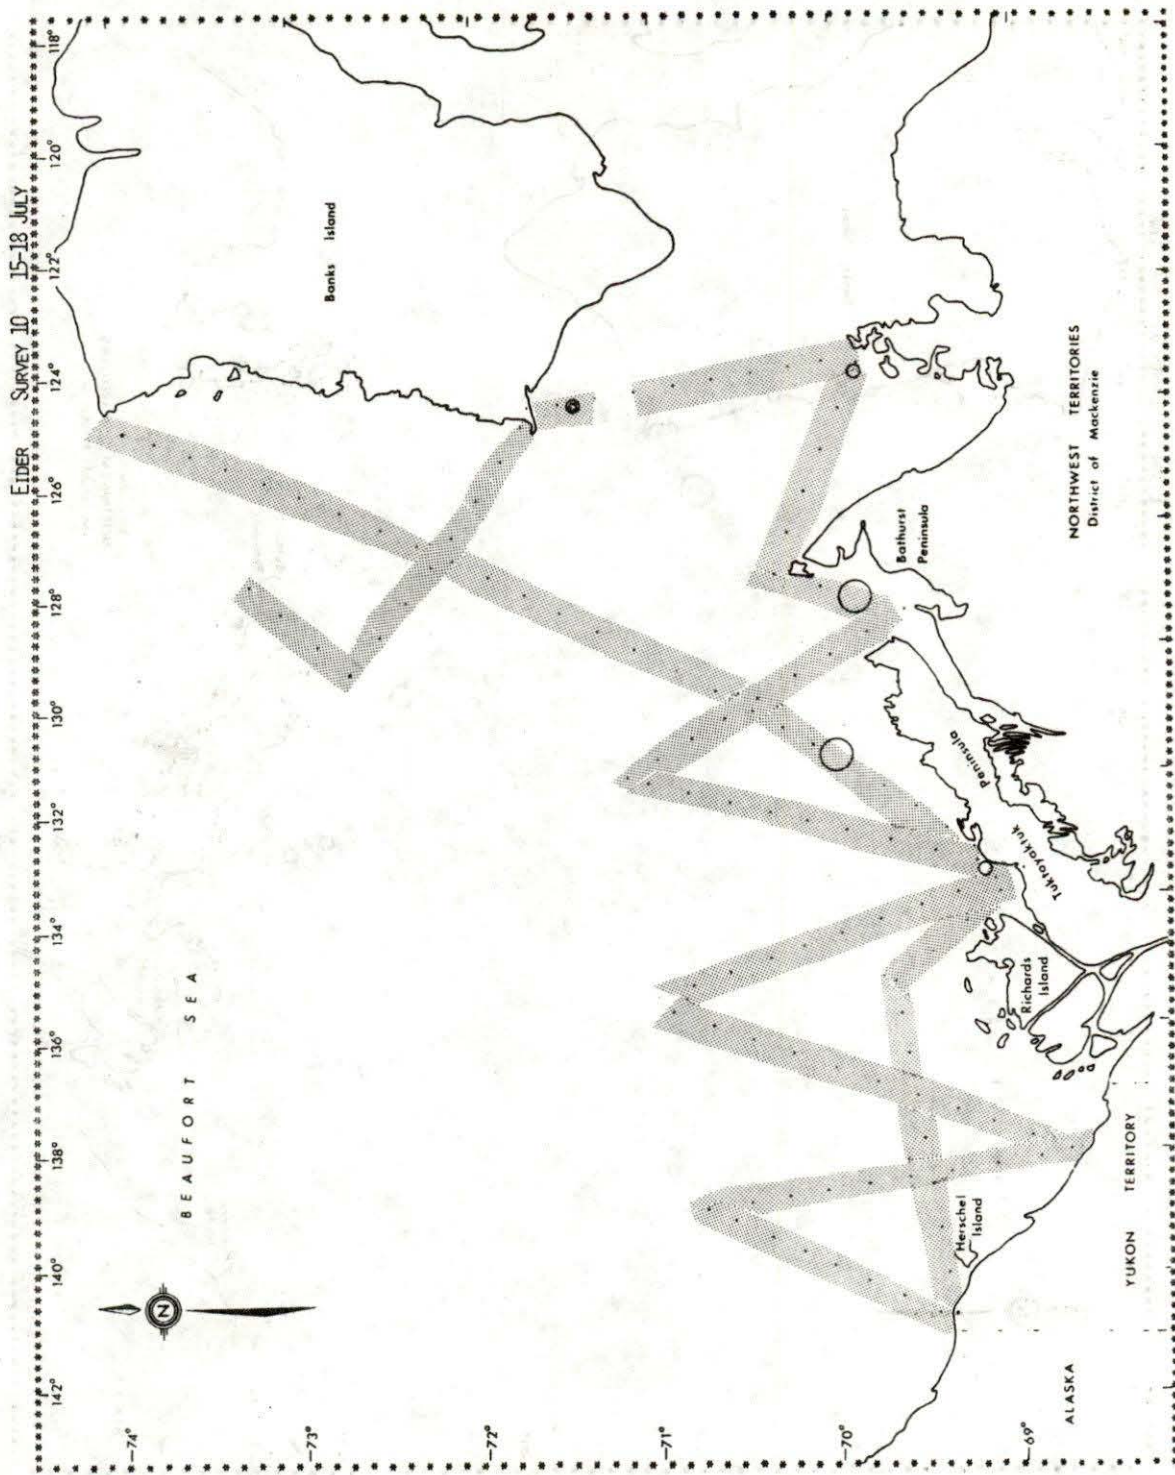 EIDER SURVEY 10 15-18 JULY
142° 140° 138° 136° 134° 132° 130° 128° 126° 124° 122° 120° 118°
-74°
-73°
-72°
-71°
-70°
-69°
N
BEAUFORT SEA
Banks Island
Bathurst
Peninsula
Tuktoyaktuk Peninsula
Richards
Island
Herschel
Island
NORTHWEST TERRITORIES
District of Mackenzie
YUKON TERRITORY
ALASKA